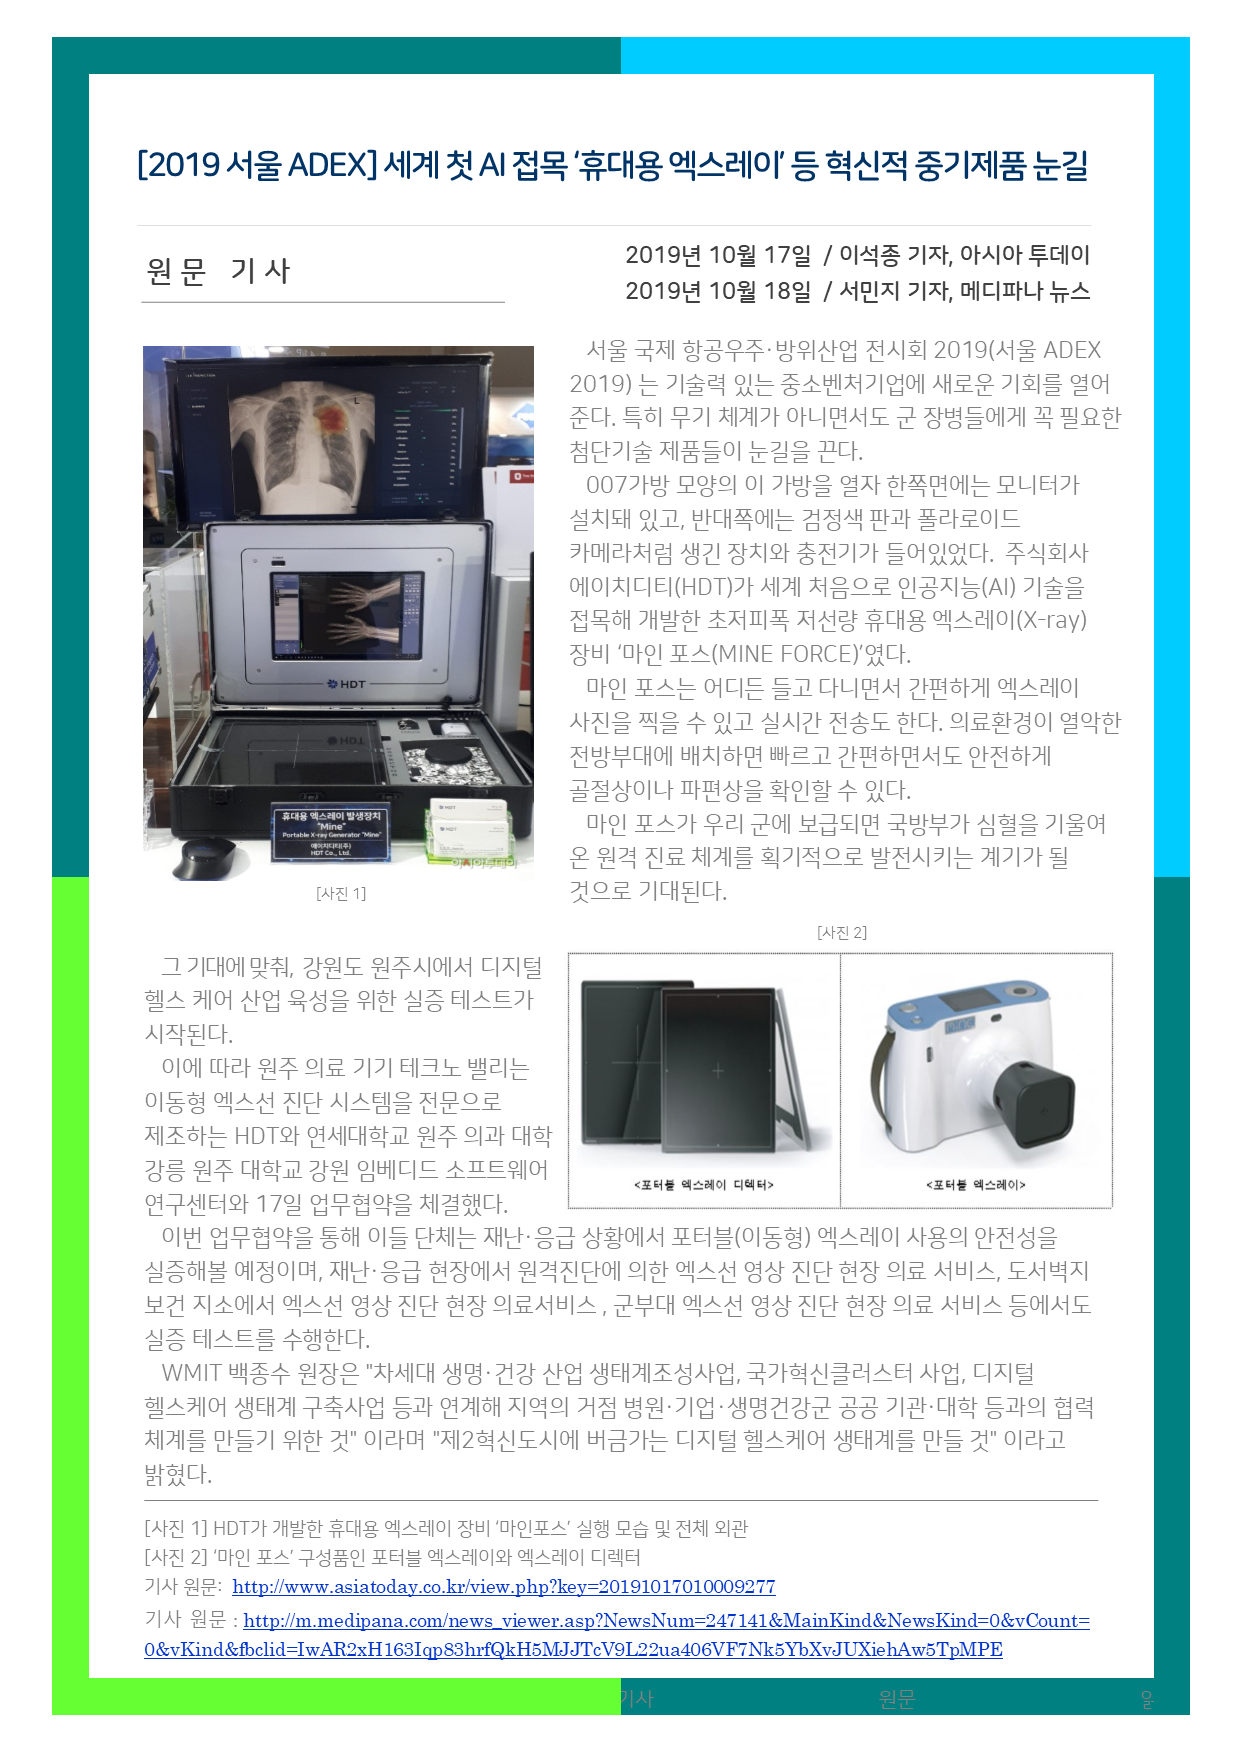 [2019 서울 ADEX] 세계 첫 AI 접목 ‘휴대용 엑스레이’ 등 혁신적 중기제품 눈길
원문 기사
2019년 10월 17일 / 이석종 기자, 아시아 투데이
2019년 10월 18일 / 서민지 기자, 메디파나 뉴스
L
HDT
휴대용 엑스레이 발생장치
"Mine"
Portable X-ray Generator "Mine"
에이치디티(주)
HDT Co., Ltd.
HDT
HDT
아시아투데이
[사진 1]
서울 국제 항공우주·방위산업 전시회 2019(서울 ADEX
2019) 는 기술력 있는 중소벤처기업에 새로운 기회를 열어
준다. 특히 무기 체계가 아니면서도 군 장병들에게 꼭 필요한
첨단기술 제품들이 눈길을 끈다.
007가방 모양의 이 가방을 열자 한쪽면에는 모니터가
설치돼 있고, 반대쪽에는 검정색 판과 폴라로이드
카메라처럼 생긴 장치와 충전기가 들어있었다. 주식회사
에이치디티(HDT)가 세계 처음으로 인공지능(AI) 기술을
접목해 개발한 초저피폭 저선량 휴대용 엑스레이(X-ray)
장비 ‘마인 포스(MINE FORCE)’였다.
마인 포스는 어디든 들고 다니면서 간편하게 엑스레이
사진을 찍을 수 있고 실시간 전송도 한다. 의료환경이 열악한
전방부대에 배치하면 빠르고 간편하면서도 안전하게
골절상이나 파편상을 확인할 수 있다.
마인 포스가 우리 군에 보급되면 국방부가 심혈을 기울여
온 원격 진료 체계를 획기적으로 발전시키는 계기가 될
것으로 기대된다.
[사진 2]
<포터블 엑스레이 디텍터>
<포터블 엑스레이>
그 기대에 맞춰, 강원도 원주시에서 디지털
헬스 케어 산업 육성을 위한 실증 테스트가
시작된다.
이에 따라 원주 의료 기기 테크노 밸리는
이동형 엑스선 진단 시스템을 전문으로
제조하는 HDT와 연세대학교 원주 의과 대학
강릉 원주 대학교 강원 임베디드 소프트웨어
연구센터와 17일 업무협약을 체결했다.
이번 업무협약을 통해 이들 단체는 재난·응급 상황에서 포터블(이동형) 엑스레이 사용의 안전성을
실증해볼 예정이며, 재난·응급 현장에서 원격진단에 의한 엑스선 영상 진단 현장 의료 서비스, 도서벽지
보건 지소에서 엑스선 영상 진단 현장 의료서비스 , 군부대 엑스선 영상 진단 현장 의료 서비스 등에서도
실증 테스트를 수행한다.
WMIT 백종수 원장은 "차세대 생명·건강 산업 생태계조성사업, 국가혁신클러스터 사업, 디지털
헬스케어 생태계 구축사업 등과 연계해 지역의 거점 병원·기업·생명건강군 공공 기관·대학 등과의 협력
체계를 만들기 위한 것" 이라며 "제2혁신도시에 버금가는 디지털 헬스케어 생태계를 만들 것" 이라고
밝혔다.
[사진 1] HDT가 개발한 휴대용 엑스레이 장비 ‘마인포스’ 실행 모습 및 전체 외관
[사진 2] ‘마인 포스’ 구성품인 포터블 엑스레이와 엑스레이 디렉터
기사 원문: http://www.asiatoday.co.kr/view.php?key=20191017010009277
기사 원문 : http://m.medipana.com/news_viewer.asp?NewsNum=247141&MainKind&NewsKind=0&vCount=
0&vKind&fbclid=IwAR2xH163Iqp83hrfQkH5MJJTcV9L22ua406VF7Nk5YbXvJUXiehAw5TpMPE
기사 원문